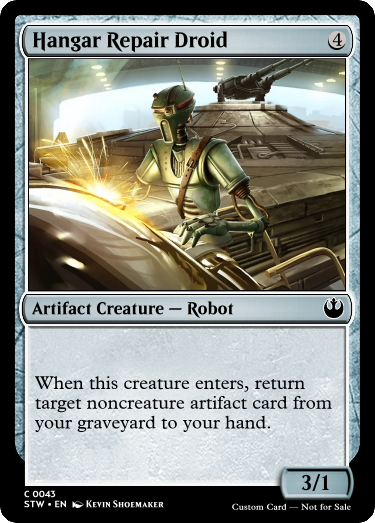 Hangar Repair Droid 4
Artifact Creature — Robot
When this creature enters, return
target noncreature artifact card from
your graveyard to your hand.
3/1
C 0043
STW • EN Kevin Shoemaker
Custom Card — Not for Sale